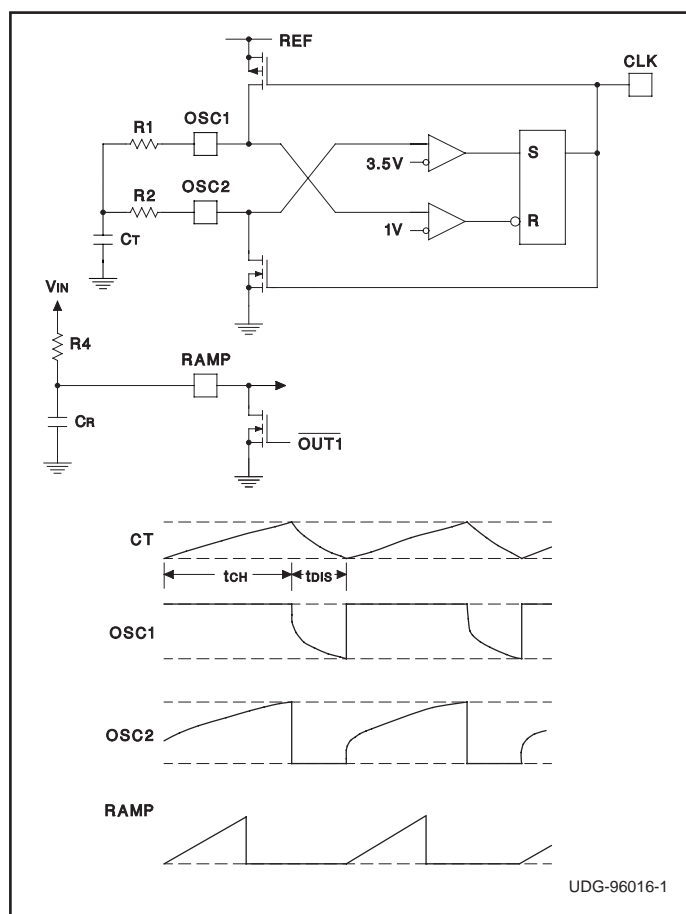 REF
CLK
OSC1
R1
S
3.5V
OSC2
R2
R
1V
CT
VIN
R4
RAMP
CR
OUT1
CT
tCH
tDIS
OSC1
OSC2
RAMP
UDG-96016-1